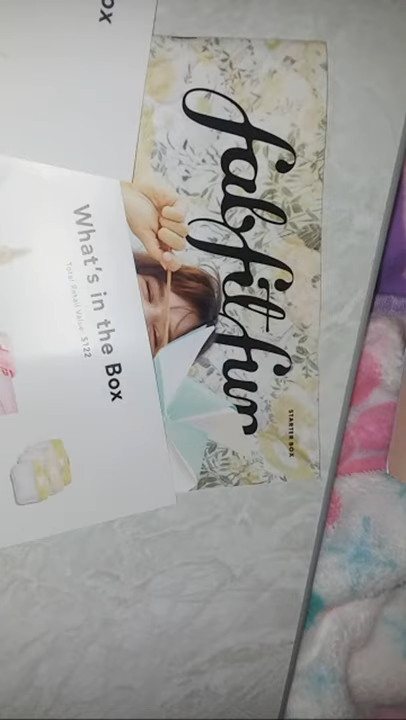 ox
fabfitfun
STARTER BOX
What's in the Box
Total Retail Value: $122